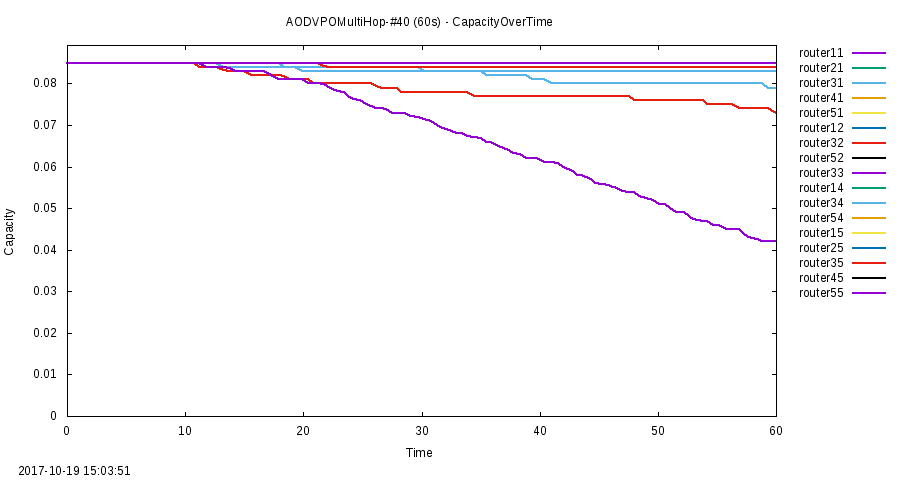 AODVPOMultiHop-#40 (60s) - CapacityOverTime
router11
router21
router31
router41
router51
router12
router32
router52
router33
router14
router34
router54
router15
router25
router35
router45
router55
0.08
0.07
0.06
0.05
0.04
0.03
0.02
0.01
0
Capacity
0 10 20 30 40 50 60
Time
2017-10-19 15:03:51